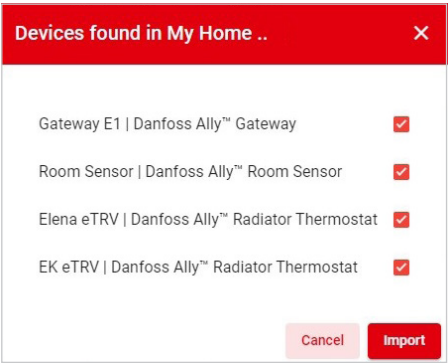 Devices found in My Home ..
Gateway E1 | Danfoss Ally™ Gateway
Room Sensor | Danfoss Ally™ Room Sensor
Elena eTRV | Danfoss Ally™ Radiator Thermostat
EK eTRV | Danfoss Ally™ Radiator Thermostat
Cancel Import